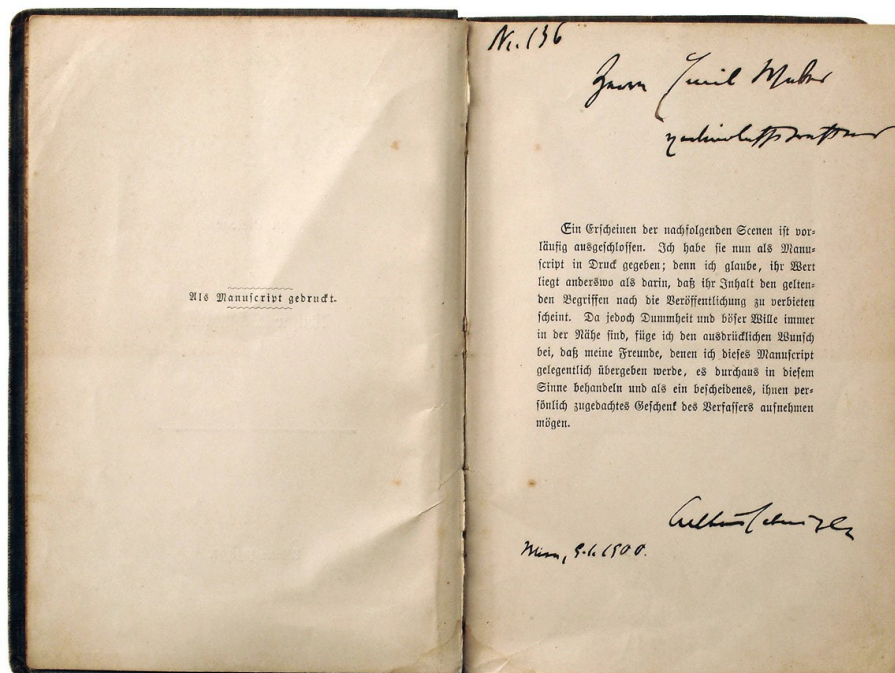 Als Manuscript gedruckt.
No. 136
Herrn Emil
Ein Erscheinen der nachfolgenden Scenen ist vor-
läufig ausgeschlossen. Ich habe sie nun als Manu-
script in Druck gegeben; denn ich glaube, ihr Wert
liegt anderswo als darin, daß ihr Inhalt den gelten-
den Begriffen nach die Veröffentlichung zu verbieten
scheint. Da jedoch Dummheit und böser Wille immer
in der Nähe sind, füge ich den ausdrücklichen Wunsch
bei, daß meine Freunde, denen ich dieses Manuscript
gelegentlich übergeben werde, es durchaus in diesem
Sinne behandeln und als ein bescheidenes, ihnen per-
sönlich zugedachtes Geschenk des Verfassers aufnehmen
mögen.
Arthur Schnitzler
Wien, 1900.